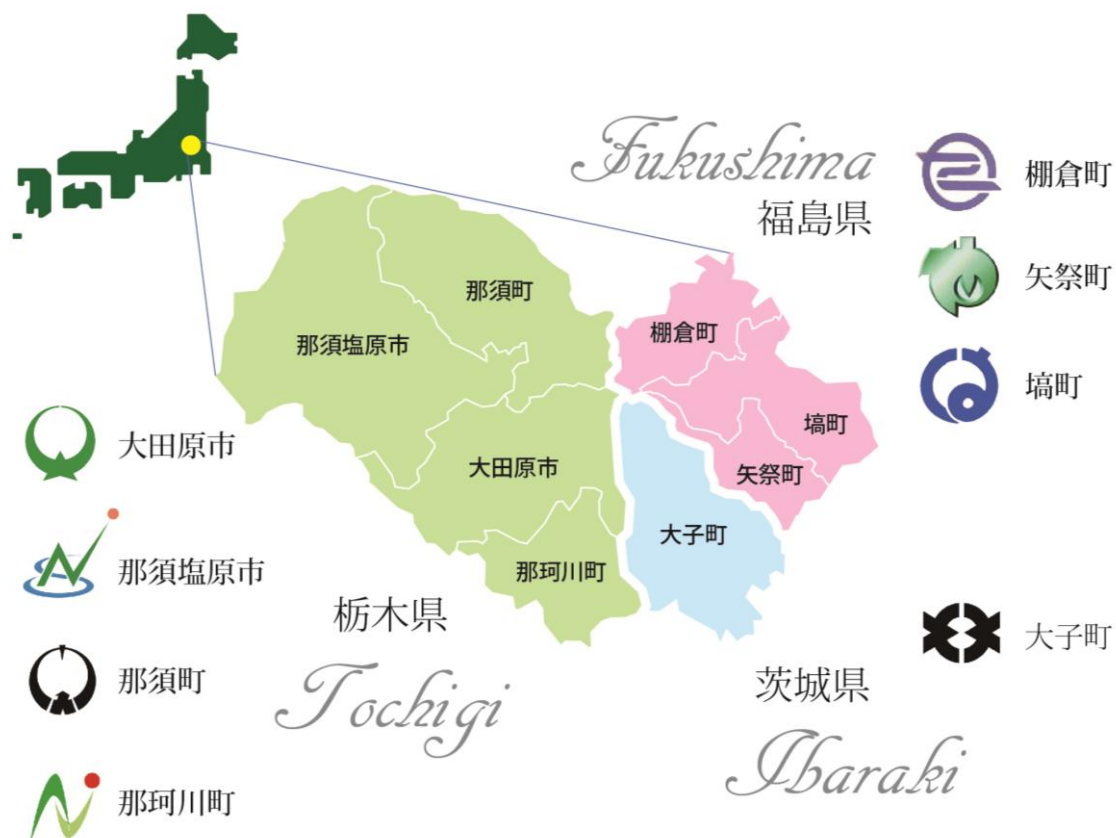 Fukushima
福島県
棚倉町
矢祭町
塙町
那須町
那須塩原市
棚倉町
塙町
矢祭町
大田原市
大子町
那珂川町
大田原市
那須塩原市
那須町
那珂川町
栃木県
Tochigi
茨城県
Ibaraki
大子町